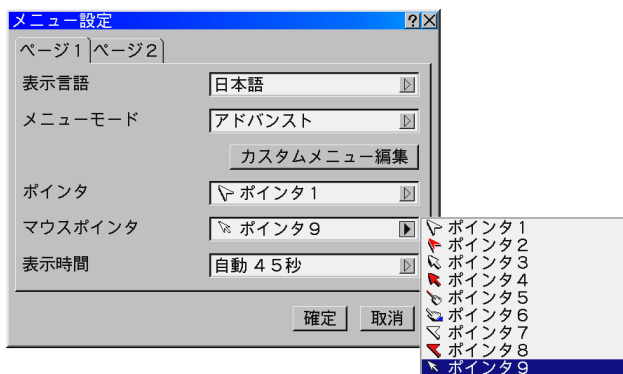 メニュー設定
ページ1 ページ2
表示言語 日本語
メニューモード アドバンスト
カスタムメニュー編集
ポインタ ポインタ1
マウスポインタ ポインタ9
表示時間 自動 45秒
確定 取消
ポインタ1
ポインタ2
ポインタ3
ポインタ4
ポインタ5
ポインタ6
ポインタ7
ポインタ8
ポインタ9